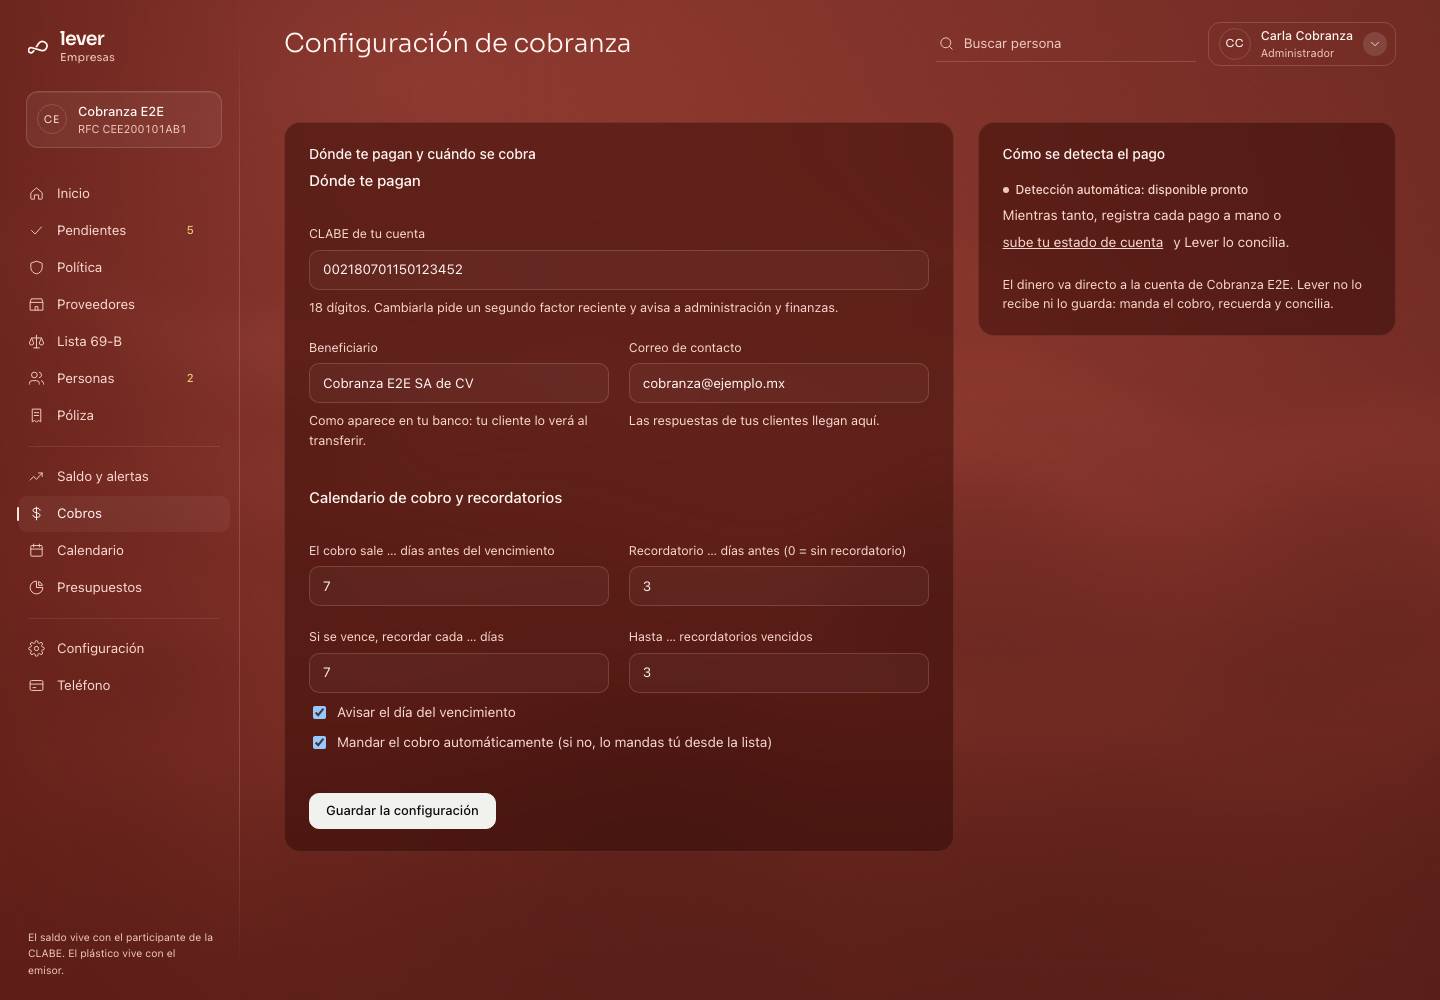 lever
Empresas
CE
Cobranza E2E
RFC CEE200101AB1
Inicio
Pendientes 5
Política
Proveedores
Lista 69-B
Personas 2
Póliza
Saldo y alertas
Cobros
Calendario
Presupuestos
Configuración
Teléfono
El saldo vive con el participante de la
CLABE. El plástico vive con el
emisor.
Configuración de cobranza
Buscar persona
CC
Carla Cobranza
Administrador
Dónde te pagan y cuándo se cobra
Dónde te pagan
CLABE de tu cuenta
002180701150123452
18 dígitos. Cambiarla pide un segundo factor reciente y avisa a administración y finanzas.
Beneficiario
Cobranza E2E SA de CV
Como aparece en tu banco: tu cliente lo verá al
transferir.
Correo de contacto
cobranza@ejemplo.mx
Las respuestas de tus clientes llegan aquí.
Calendario de cobro y recordatorios
El cobro sale … días antes del vencimiento
7
Recordatorio … días antes (0 = sin recordatorio)
3
Si se vence, recordar cada … días
7
Hasta … recordatorios vencidos
3
Avisar el día del vencimiento
Mandar el cobro automáticamente (si no, lo mandas tú desde la lista)
Guardar la configuración
Cómo se detecta el pago
Detección automática: disponible pronto
Mientras tanto, registra cada pago a mano o
sube tu estado de cuenta y Lever lo concilia.
El dinero va directo a la cuenta de Cobranza E2E. Lever no lo
recibe ni lo guarda: manda el cobro, recuerda y concilia.